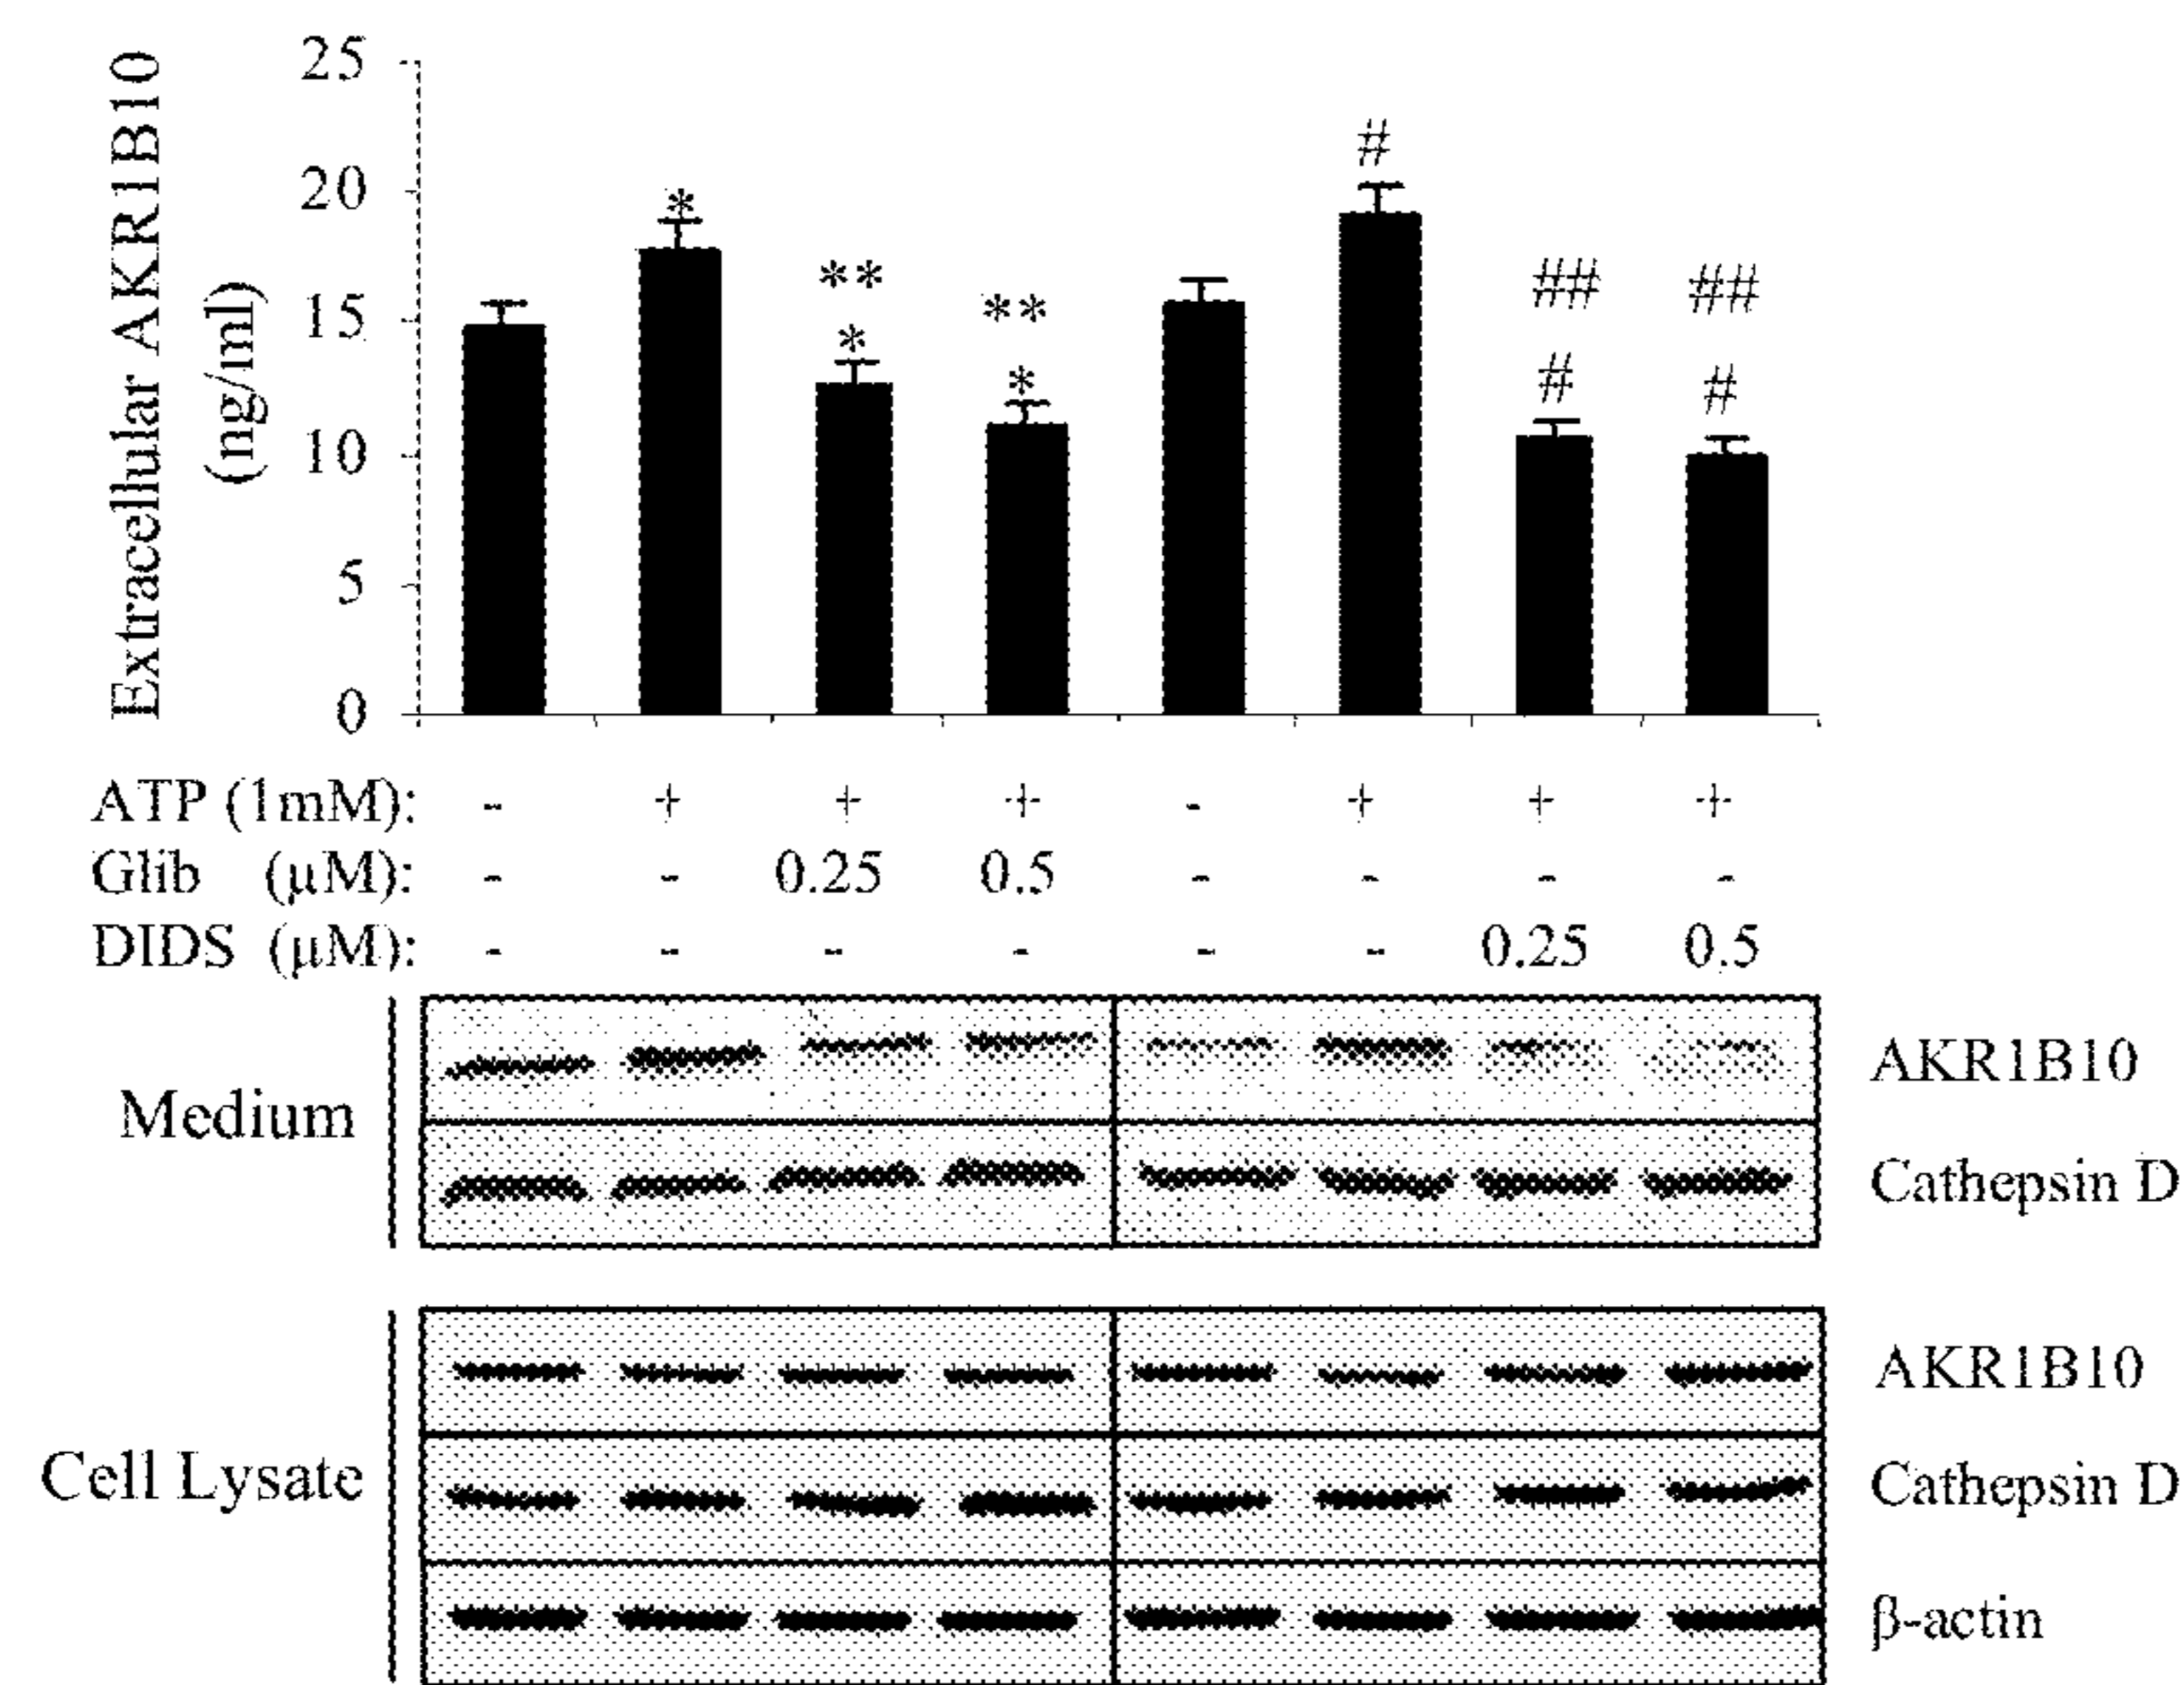 Extracellular AKR1B10
(ng/ml)
25
20
15
10
5
0
*
**
*
**
*
#
##
#
##
#
ATP (1mM): - + + + - + + +
Glib (µM): - - 0.25 0.5 - - - -
DIDS (µM): - - - - - - 0.25 0.5
Medium
AKR1B10
Cathepsin D
Cell Lysate
AKR1B10
Cathepsin D
β-actin